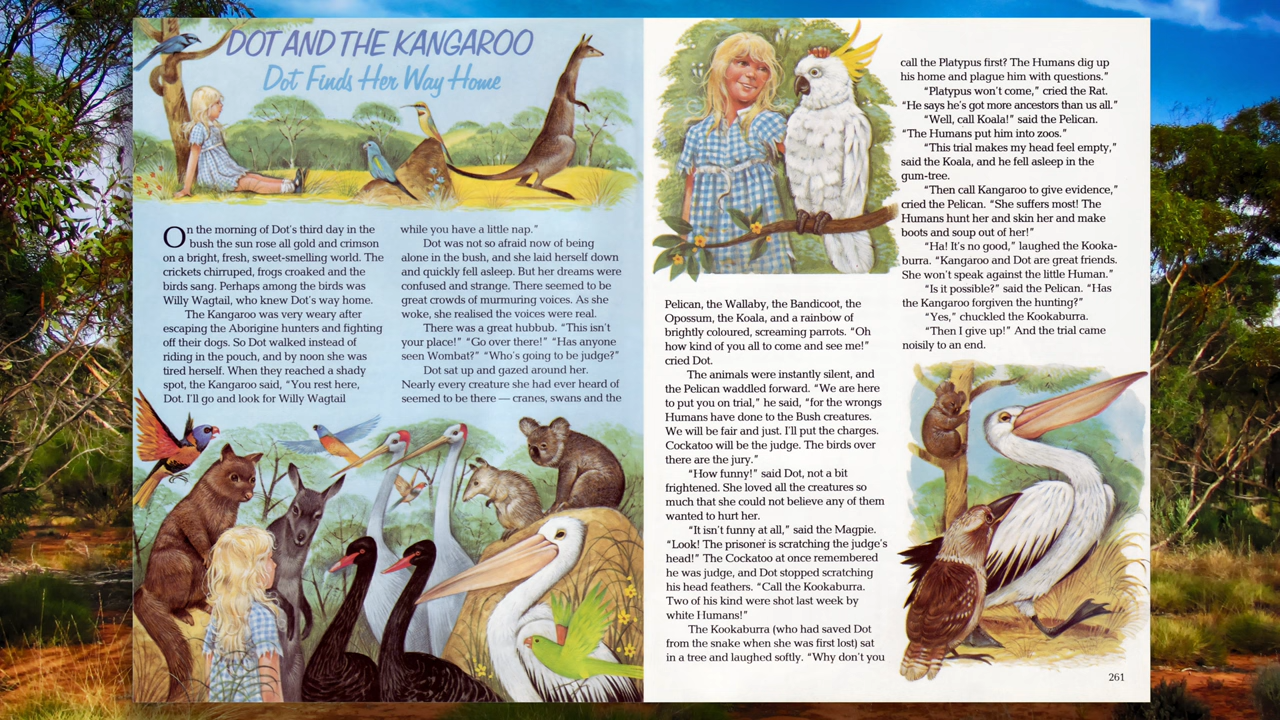 DOT AND THE KANGAROO
Dot Finds Her Way Home
On the morning of Dot's third day in the
bush the sun rose all gold and crimson
on a bright, fresh, sweet-smelling world. The
crickets chirruped, frogs croaked and the
birds sang. Perhaps among the birds was
Willy Wagtail, who knew Dot's way home.
The Kangaroo was very weary after
escaping the Aborigine hunters and fighting
off their dogs. So Dot walked instead of
riding in the pouch, and by noon she was
tired herself. When they reached a shady
spot, the Kangaroo said, “You rest here,
Dot. I'll go and look for Willy Wagtail
while you have a little nap.”
Dot was not so afraid now of being
alone in the bush, and she laid herself down
and quickly fell asleep. But her dreams were
confused and strange. There seemed to be
great crowds of murmuring voices. As she
woke, she realised the voices were real.
There was a great hubbub. “This isn't
your place!” “Go over there!” “Has anyone
seen Wombat?” “Who's going to be judge?”
Dot sat up and gazed around her.
Nearly every creature she had ever heard of
seemed to be there — cranes, swans and the
Pelican, the Wallaby, the Bandicoot, the
Opossum, the Koala, and a rainbow of
brightly coloured, screaming parrots. “Oh
how kind of you all to come and see me!”
cried Dot.
The animals were instantly silent, and
the Pelican waddled forward. “We are here
to put you on trial,” he said, “for the wrongs
Humans have done to the Bush creatures.
We will be fair and just. I'll put the charges.
Cockatoo will be the judge. The birds over
there are the jury.”
“How funny!” said Dot, not a bit
frightened. She loved all the creatures so
much that she could not believe any of them
wanted to hurt her.
“It isn't funny at all,” said the Magpie.
“Look! The prisoner is scratching the judge's
head!” The Cockatoo at once remembered
he was judge, and Dot stopped scratching
his head feathers. “Call the Kookaburra.
Two of his kind were shot last week by
white Humans!”
The Kookaburra (who had saved Dot
from the snake when she was first lost) sat
in a tree and laughed softly. “Why don't you
call the Platypus first? The Humans dig up
his home and plague him with questions.”
“Platypus won't come,” cried the Rat.
“He says he's got more ancestors than us all.”
“Well, call Koala!” said the Pelican.
“The Humans put him into zoos.”
“This trial makes my head feel empty,”
said the Koala, and he fell asleep in the
gum-tree.
“Then call Kangaroo to give evidence,”
cried the Pelican. “She suffers most! The
Humans hunt her and skin her and make
boots and soup out of her!”
“Ha! It's no good,” laughed the Kooka-
burra. “Kangaroo and Dot are great friends.
She won't speak against the little Human.”
“Is it possible?” said the Pelican. “Has
the Kangaroo forgiven the hunting?”
“Yes,” chuckled the Kookaburra.
“Then I give up!” And the trial came
noisily to an end.
261